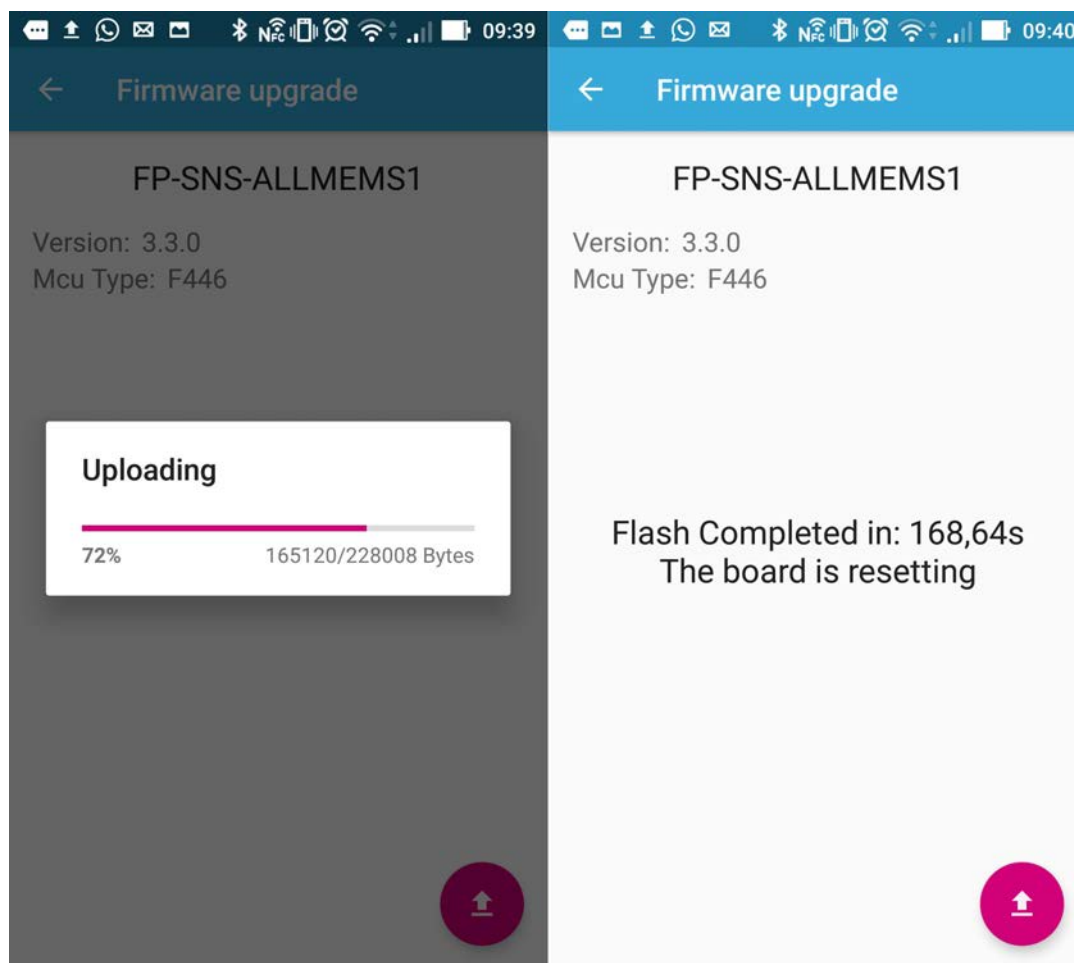 NFC 09:39
Firmware upgrade
FP-SNS-ALLMEMS1
Version: 3.3.0
Mcu Type: F446
Uploading
72% 165120/228008 Bytes
NFC 09:40
Firmware upgrade
FP-SNS-ALLMEMS1
Version: 3.3.0
Mcu Type: F446
Flash Completed in: 168,64s
The board is resetting